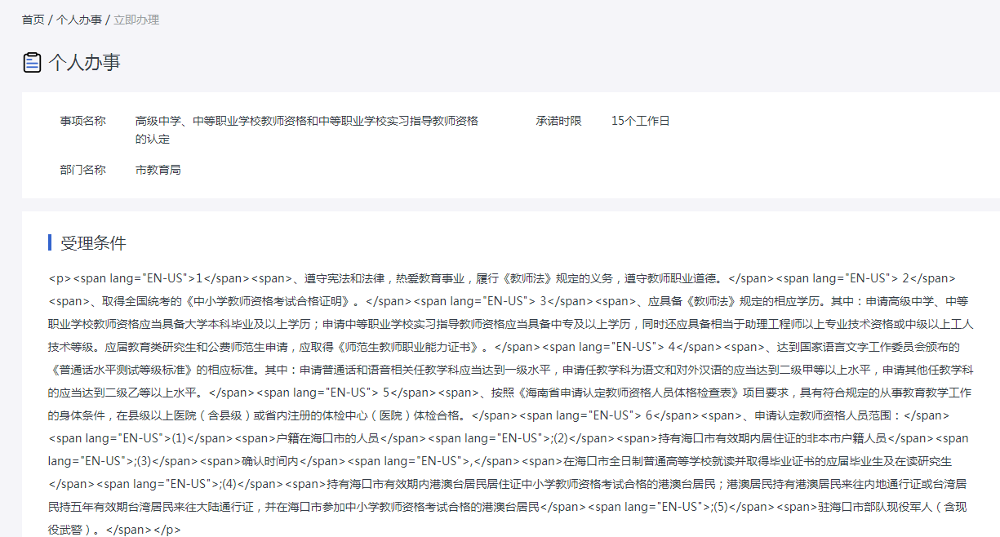 首页 / 个人办事 / 立即办理
个人办事
事项名称 高级中学、中等职业学校教师资格和中等职业学校实习指导教师资格 承诺时限 15个工作日
的认定
部门名称 市教育局
受理条件
<p><span lang="EN-US">1</span><span>、遵守宪法和法律，热爱教育事业，履行《教师法》规定的义务，遵守教师职业道德。</span><span lang="EN-US"> 2</span>
<span>、取得全国统考的《中小学教师资格考试合格证明》。</span><span lang="EN-US"> 3</span><span>、应具备《教师法》规定的相应学历。其中：申请高级中学、中等
职业学校教师资格应当具备大学本科毕业及以上学历；申请中等职业学校实习指导教师资格应当具备中专及以上学历，同时还应具备相当于助理工程师以上专业技术资格或中级以上工人
技术等级。应届教育类研究生和公费师范生申请，应取得《师范生教师职业能力证书》。</span><span lang="EN-US"> 4</span><span>、达到国家语言文字工作委员会颁布的
《普通话水平测试等级标准》的相应标准。其中：申请普通话和语音相关任教学科应当达到一级水平，申请任教学科为语文和对外汉语的应当达到二级甲等以上水平，申请其他任教学科
的应当达到二级乙等以上水平。</span><span lang="EN-US"> 5</span><span>、按照《海南省申请认定教师资格人员体格检查表》项目要求，具有符合规定的从事教育教学工作
的身体条件，在县级以上医院（含县级）或省内注册的体检中心（医院）体检合格。</span><span lang="EN-US"> 6</span><span>、申请认定教师资格人员范围：</span>
<span lang="EN-US">(1)</span><span>户籍在海口市的人员</span><span lang="EN-US">;(2)</span><span>持有海口市有效期内居住证的非本市户籍人员</span><span
lang="EN-US">;(3)</span><span>确认时间内</span><span lang="EN-US">,</span><span>在海口市全日制普通高等学校就读并取得毕业证书的应届毕业生及在读研究生
</span><span lang="EN-US">;(4)</span><span>持有海口市有效期内港澳台居民居住证中小学教师资格考试合格的港澳台居民；港澳居民持有港澳居民来往内地通行证或台湾居
民持五年有效期台湾居民来往大陆通行证，并在海口市参加中小学教师资格考试合格的港澳台居民</span><span lang="EN-US">;(5)</span><span>驻海口市部队现役军人（含现
役武警）。</span></p>